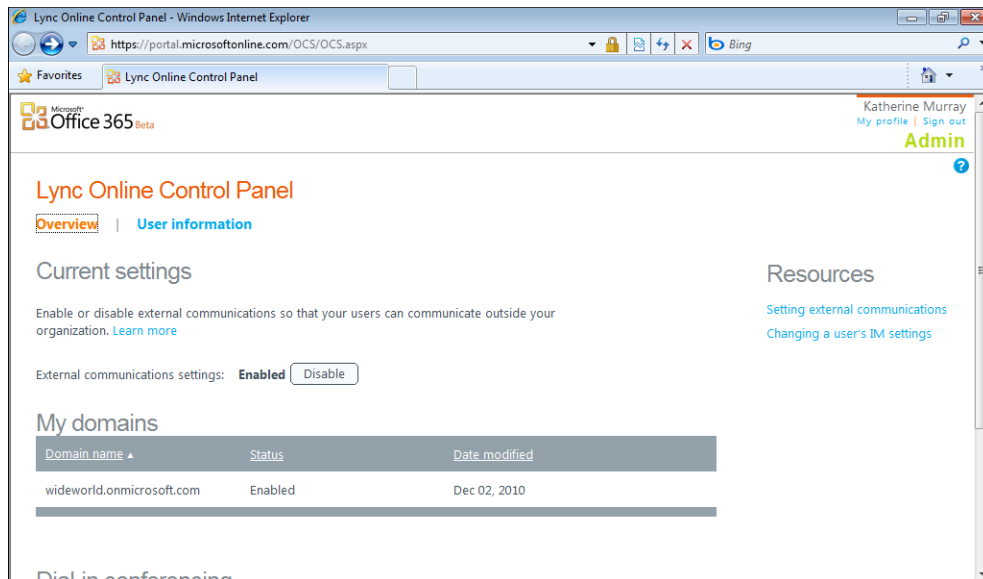 Lync Online Control Panel - Windows Internet Explorer
https://portal.microsoftonline.com/OCS/OCS.aspx
Bing
Favorites
Lync Online Control Panel
Microsoft
Office 365 Beta
Katherine Murray
My profile | Sign out
Admin
Lync Online Control Panel
Overview | User information
Current settings
Enable or disable external communications so that your users can communicate outside your
organization. Learn more
External communications settings: Enabled Disable
Resources
Setting external communications
Changing a user's IM settings
My domains
Domain name Status Date modified
wideworld.onmicrosoft.com Enabled Dec 02, 2010
Dial-in conferencing